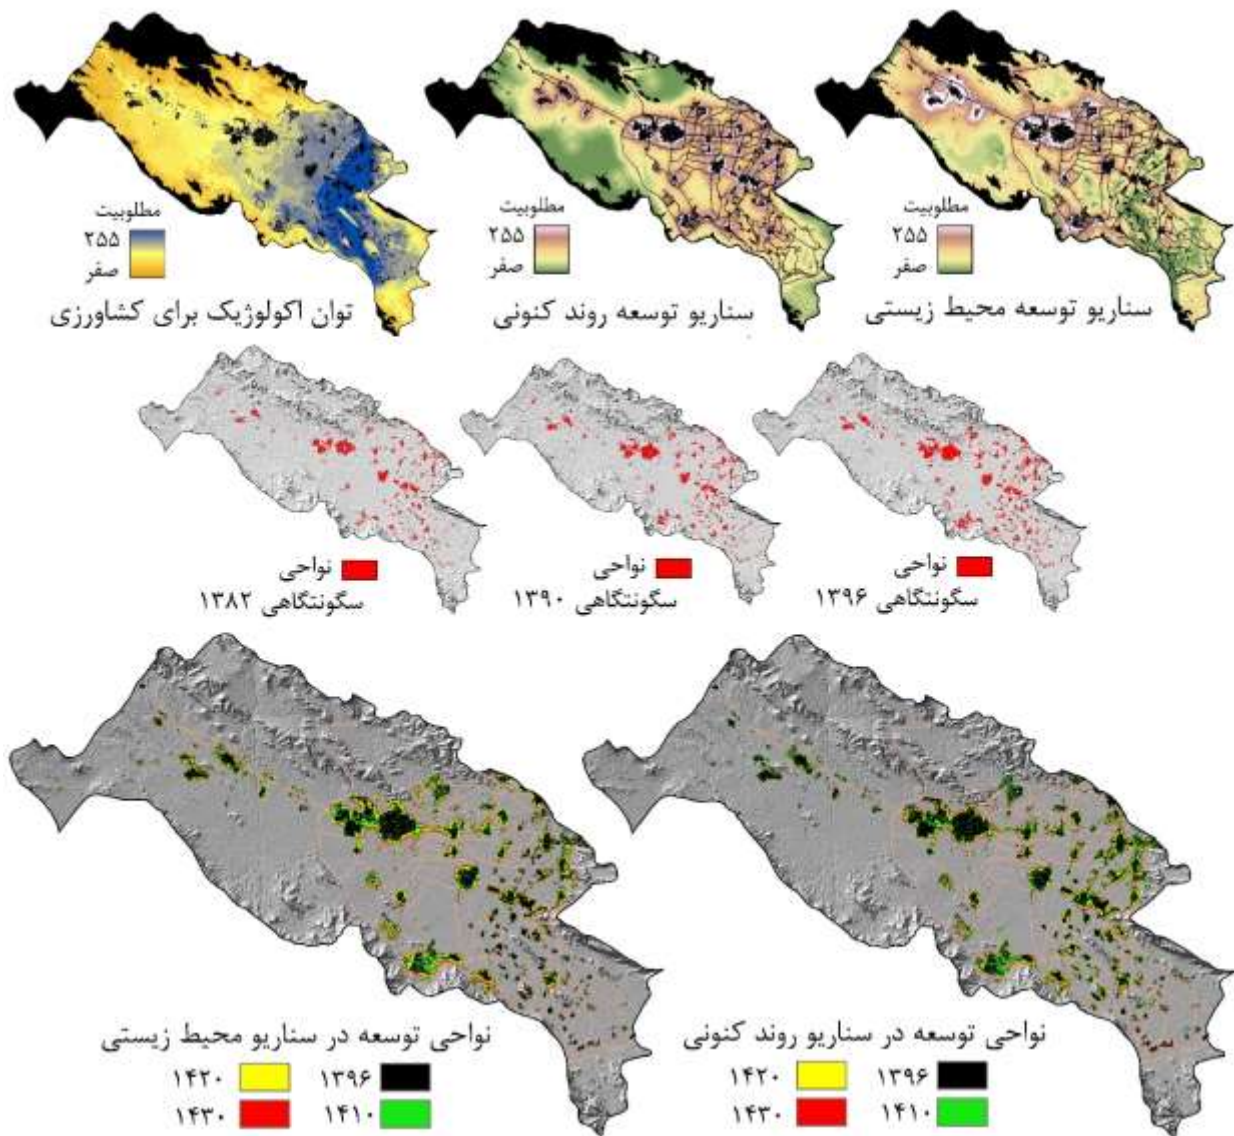 مطلوبیت
۲۵۵
صفر
توان اکولوژیک برای کشاورزی
مطلوبیت
۲۵۵
صفر
سناریو توسعه روند کنونی
مطلوبیت
۲۵۵
صفر
سناریو توسعه محیط زیستی
نواحی
سگونتگاهی ۱۳۸۲
نواحی
سگونتگاهی ۱۳۹۰
نواحی
سگونتگاهی ۱۳۹۶
نواحی توسعه در سناریو محیط زیستی
۱۳۹۶ ۱۴۲۰
۱۴۱۰ ۱۴۳۰
نواحی توسعه در سناریو روند کنونی
۱۳۹۶ ۱۴۲۰
۱۴۱۰ ۱۴۳۰